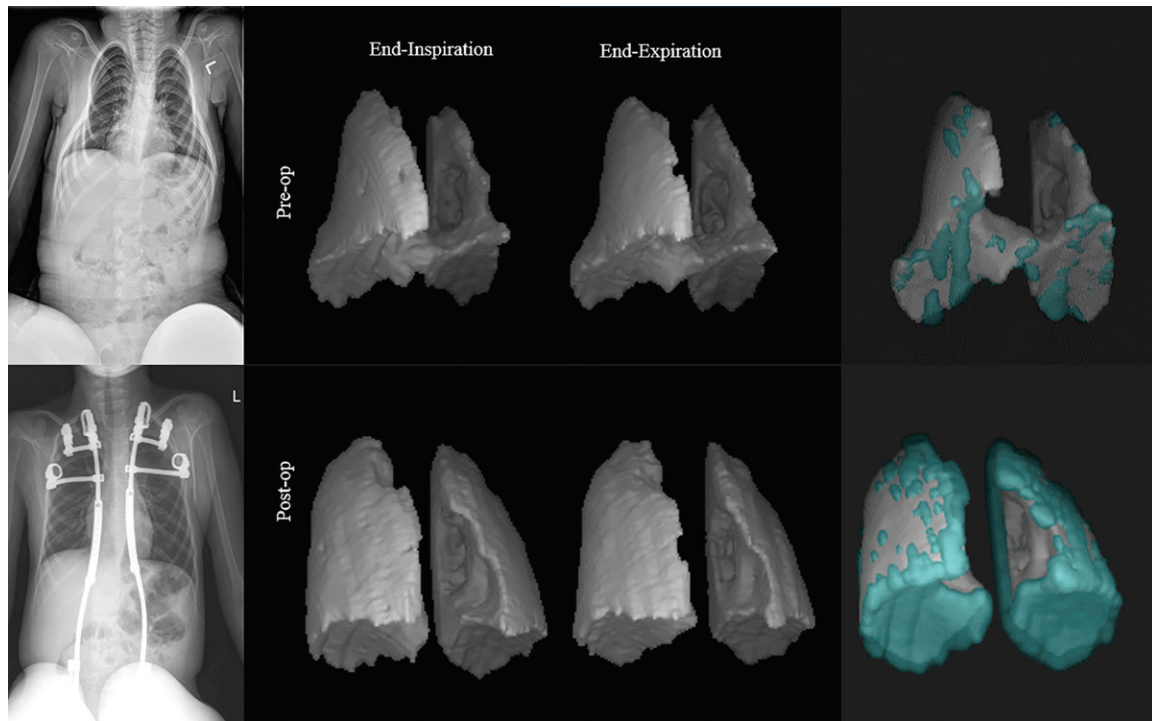 End-Inspiration
End-Expiration
L
Pre-op
L
Post-op